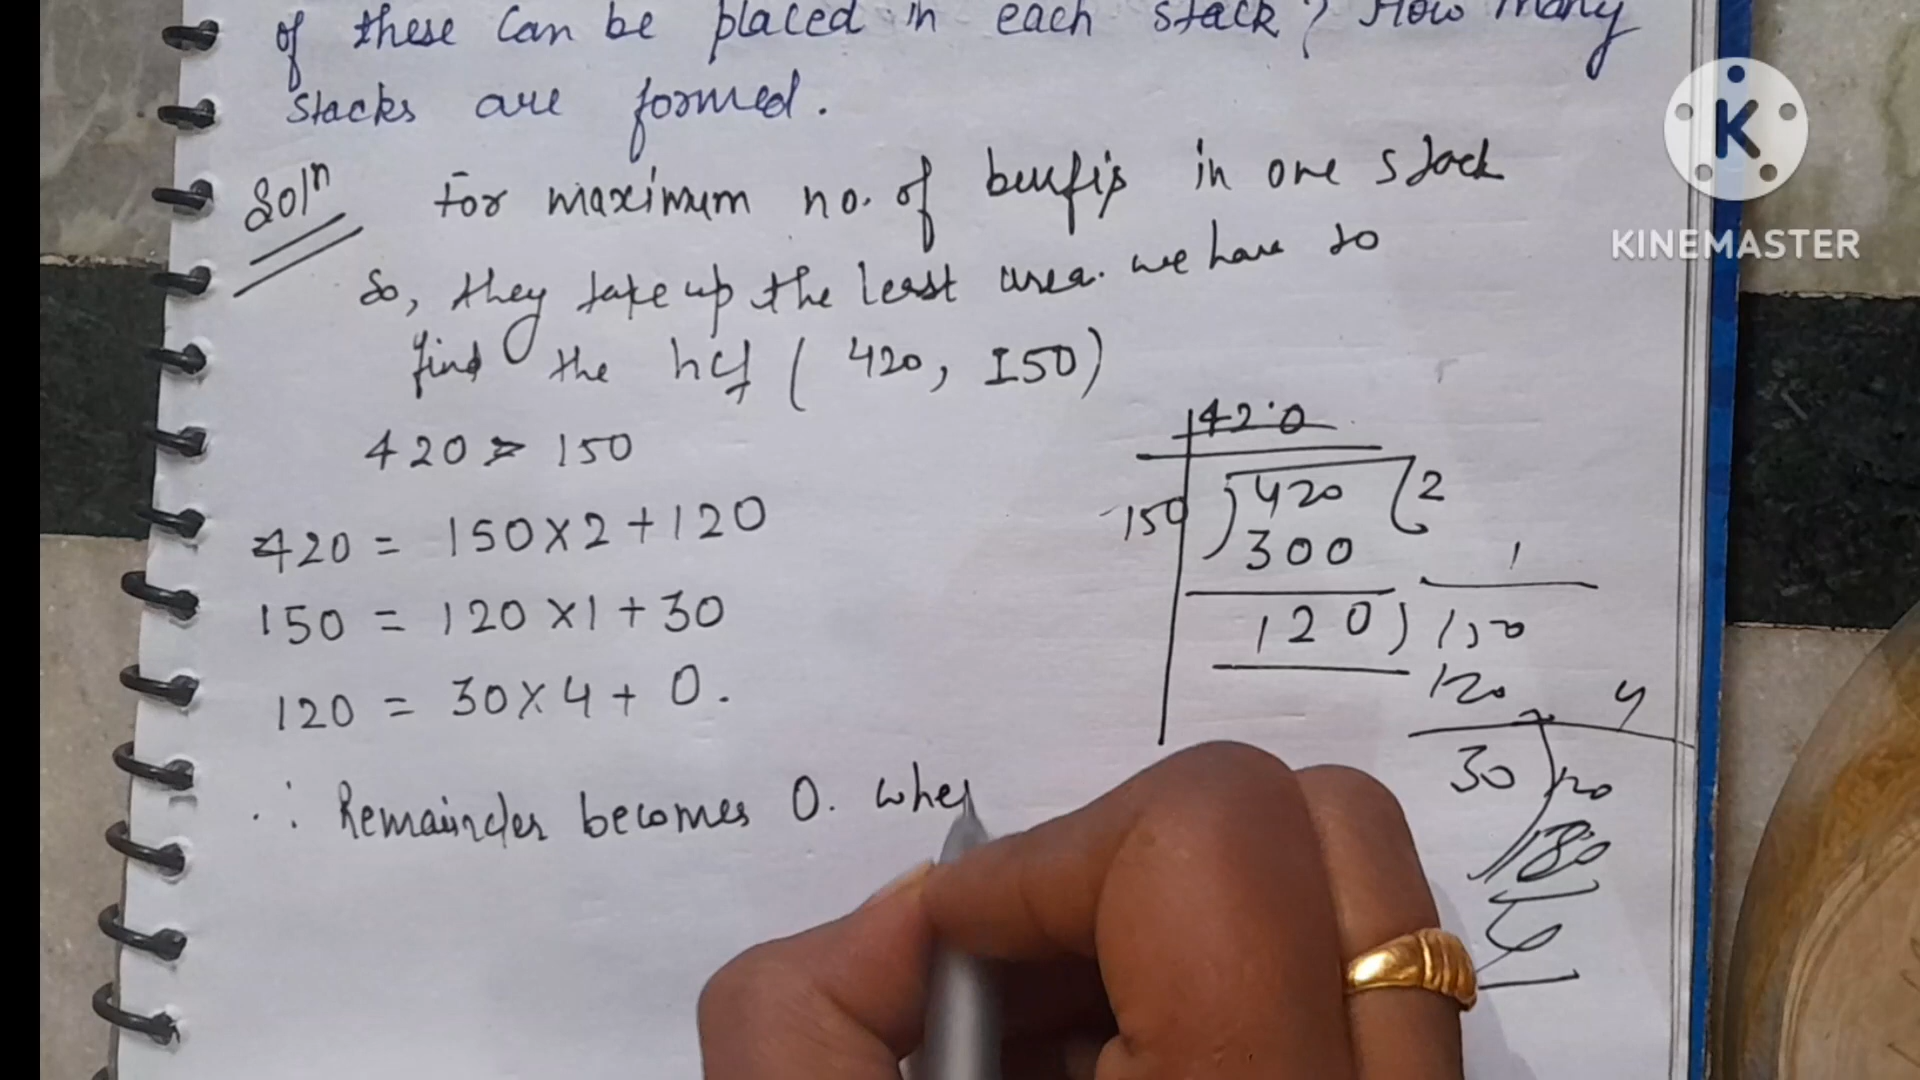 of these can be placed in each stack? How many
stacks are formed.
Solⁿ For maximum no. of burfis in one stack
So, they take up the least area. we have to
find the hcf (420, 150)
420 > 150
420 = 150×2+120
150 = 120×1+30
120 = 30×4+0.
∴ Remainder becomes 0. when
420
150)420(2
300
1
120)150
120
4
30)120
K
KINEMASTER